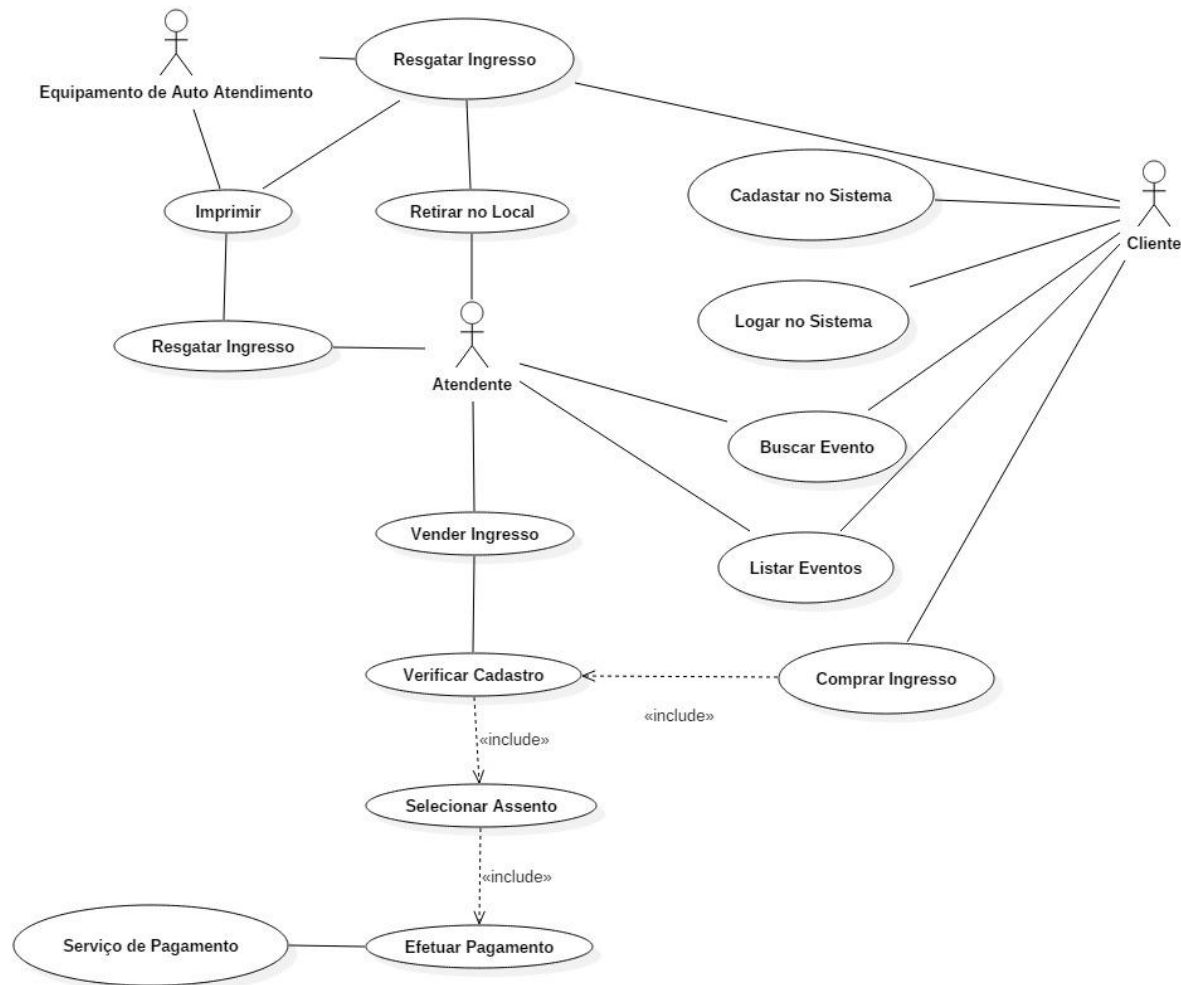 Resgatar Ingresso
Equipamento de Auto Atendimento
Cadastar no Sistema
Imprimir
Retirar no Local
Cliente
Logar no Sistema
Resgatar Ingresso
Atendente
Buscar Evento
Vender Ingresso
Listar Eventos
Verificar Cadastro
Comprar Ingresso
«include»
«include»
Selecionar Assento
«include»
Serviço de Pagamento
Efetuar Pagamento